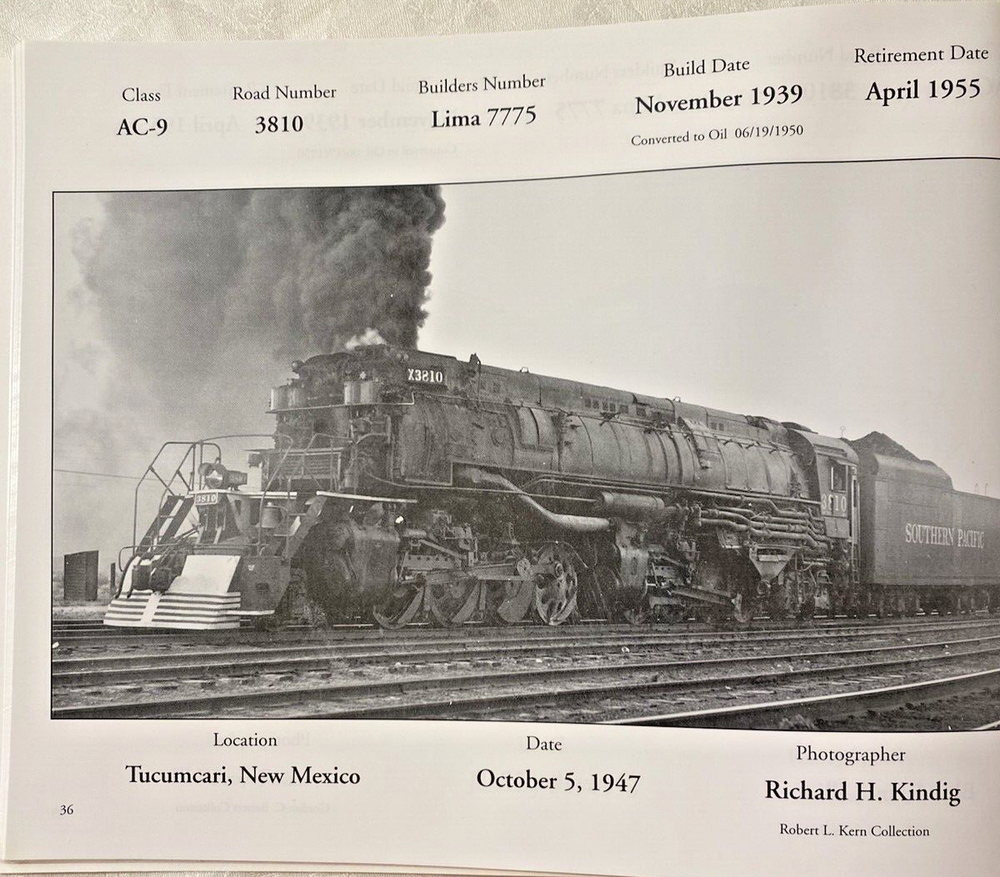 Class
AC-9
Road Number
3810
Builders Number
Lima 7775
Build Date
November 1939
Converted to Oil 06/19/1950
Retirement Date
April 1955
X3810
3810
3810
SOUTHERN PACIFIC
Location
Tucumcari, New Mexico
Date
October 5, 1947
Photographer
Richard H. Kindig
Robert L. Kern Collection
36